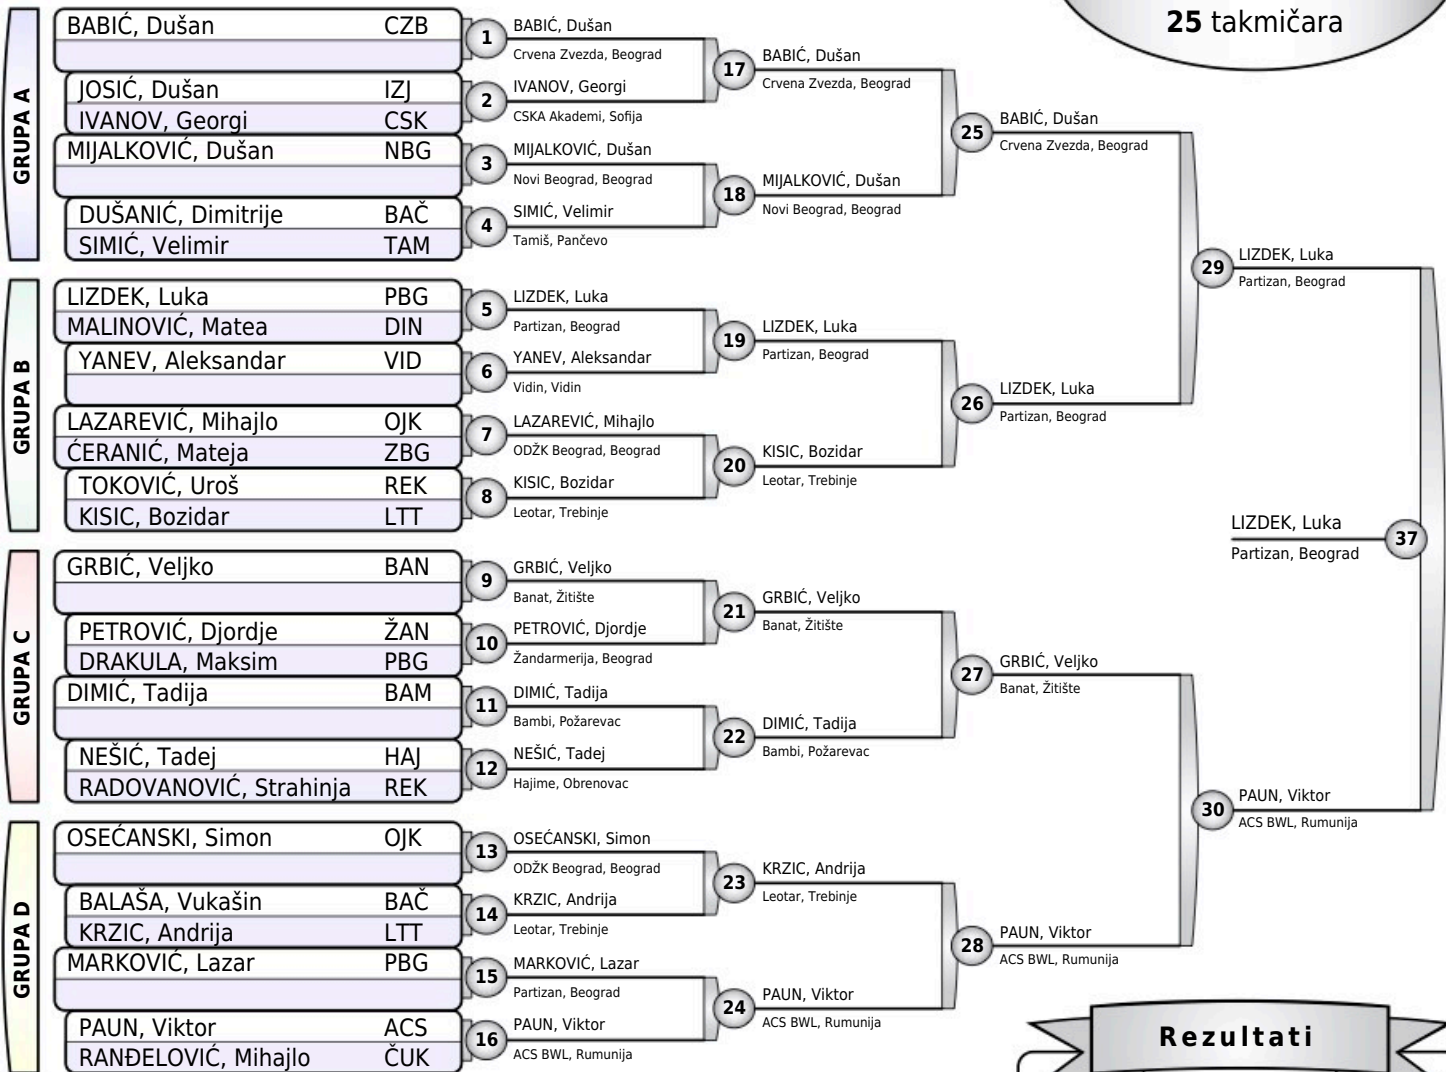 25 takmičara
GRUPA A
BABIĆ, Dušan CZB
JOSIĆ, Dušan IZJ
IVANOV, Georgi CSK
MIJALKOVIĆ, Dušan NBG
DUŠANIĆ, Dimitrije BAČ
SIMIĆ, Velimir TAM
GRUPA B
LIZDEK, Luka PBG
MALINOVIĆ, Matea DIN
YANEV, Aleksandar VID
LAZAREVIĆ, Mihajlo OJK
ĆERANIĆ, Mateja ZBG
TOKOVIĆ, Uroš REK
KISIC, Bozidar LTT
GRUPA C
GRBIĆ, Veljko BAN
PETROVIĆ, Djordje ŽAN
DRAKULA, Maksim PBG
DIMIĆ, Tadija BAM
NEŠIĆ, Tadej HAJ
RADOVANOVIĆ, Strahinja REK
GRUPA D
OSEĆANSKI, Simon OJK
BALAŠA, Vukašin BAČ
KRZIC, Andrija LTT
MARKOVIĆ, Lazar PBG
PAUN, Viktor ACS
RANĐELOVIĆ, Mihajlo ČUK
1 BABIĆ, Dušan
Crvena Zvezda, Beograd
2 IVANOV, Georgi
CSKA Akademi, Sofija
3 MIJALKOVIĆ, Dušan
Novi Beograd, Beograd
4 SIMIĆ, Velimir
Tamiš, Pančevo
5 LIZDEK, Luka
Partizan, Beograd
6 YANEV, Aleksandar
Vidin, Vidin
7 LAZAREVIĆ, Mihajlo
ODŽK Beograd, Beograd
8 KISIC, Bozidar
Leotar, Trebinje
9 GRBIĆ, Veljko
Banat, Žitište
10 PETROVIĆ, Djordje
Žandarmerija, Beograd
11 DIMIĆ, Tadija
Bambi, Požarevac
12 NEŠIĆ, Tadej
Hajime, Obrenovac
13 OSEĆANSKI, Simon
ODŽK Beograd, Beograd
14 KRZIC, Andrija
Leotar, Trebinje
15 MARKOVIĆ, Lazar
Partizan, Beograd
16 PAUN, Viktor
ACS BWL, Rumunija
17 BABIĆ, Dušan
Crvena Zvezda, Beograd
18 MIJALKOVIĆ, Dušan
Novi Beograd, Beograd
19 LIZDEK, Luka
Partizan, Beograd
20 KISIC, Bozidar
Leotar, Trebinje
21 GRBIĆ, Veljko
Banat, Žitište
22 DIMIĆ, Tadija
Bambi, Požarevac
23 KRZIC, Andrija
Leotar, Trebinje
24 PAUN, Viktor
ACS BWL, Rumunija
25 BABIĆ, Dušan
Crvena Zvezda, Beograd
26 LIZDEK, Luka
Partizan, Beograd
27 GRBIĆ, Veljko
Banat, Žitište
28 PAUN, Viktor
ACS BWL, Rumunija
29 LIZDEK, Luka
Partizan, Beograd
30 PAUN, Viktor
ACS BWL, Rumunija
LIZDEK, Luka 37
Partizan, Beograd
Rezultati